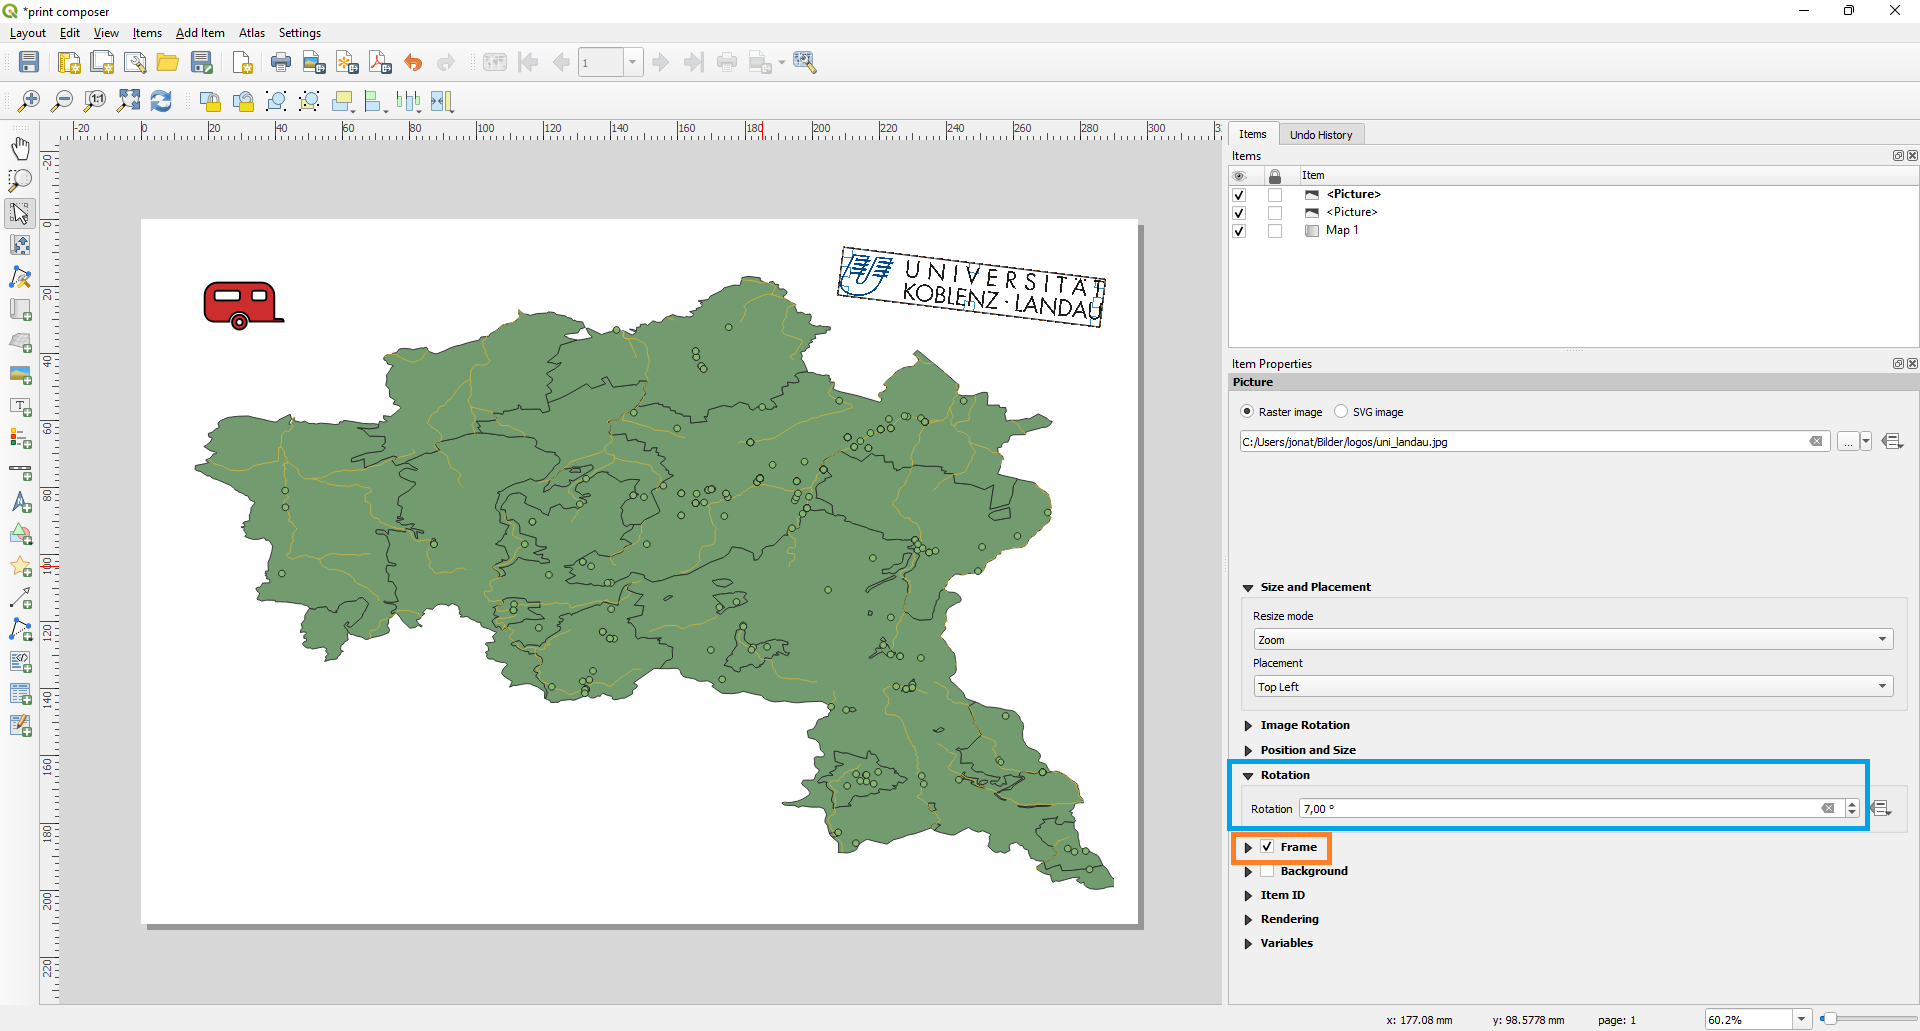 *print composer
Layout Edit View Items Add Item Atlas Settings
1
1:1
-20 0 20 40 60 80 100 120 140 160 180 200 220 240 260 280 300 3
-20
0
20
40
60
80
100
120
140
160
180
200
220
UNIVERSITÄT
KOBLENZ · LANDAU
Items Undo History
Items
Item
<Picture>
<Picture>
Map 1
Item Properties
Picture
Raster image SVG image
C:/Users/jonat/Bilder/logos/uni_landau.jpg
...
Size and Placement
Resize mode
Zoom
Placement
Top Left
Image Rotation
Position and Size
Rotation
Rotation 7,00 °
Frame
Background
Item ID
Rendering
Variables
x: 177.08 mm y: 98.5778 mm page: 1 60.2%